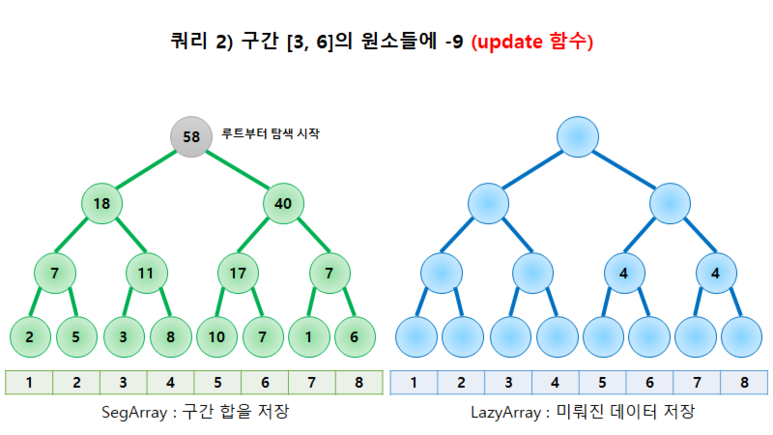 쿼리 2) 구간 [3, 6]의 원소들에 -9 (update 함수)
58 루트부터 탐색 시작
18 40
7 11 17 7 4 4
2 5 3 8 10 7 1 6
1 2 3 4 5 6 7 8 1 2 3 4 5 6 7 8
SegArray : 구간 합을 저장 LazyArray : 미뤄진 데이터 저장